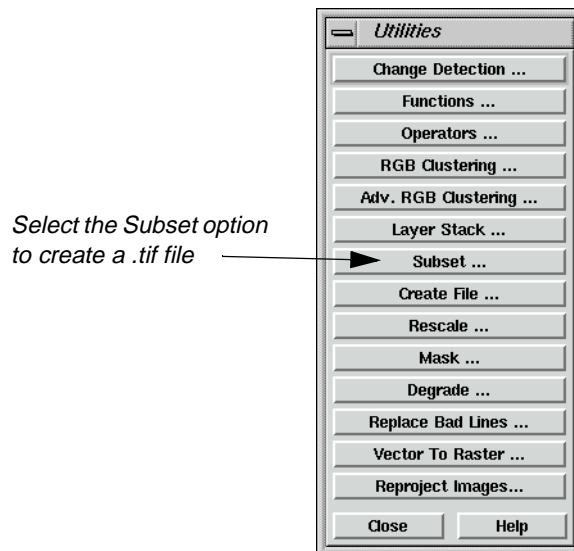 Utilities
Change Detection ...
Functions ...
Operators ...
RGB Clustering ...
Adv. RGB Clustering ...
Layer Stack ...
Select the Subset option
to create a .tif file
Subset ...
Create File ...
Rescale ...
Mask ...
Degrade ...
Replace Bad Lines ...
Vector To Raster ...
Reproject Images...
Close
Help